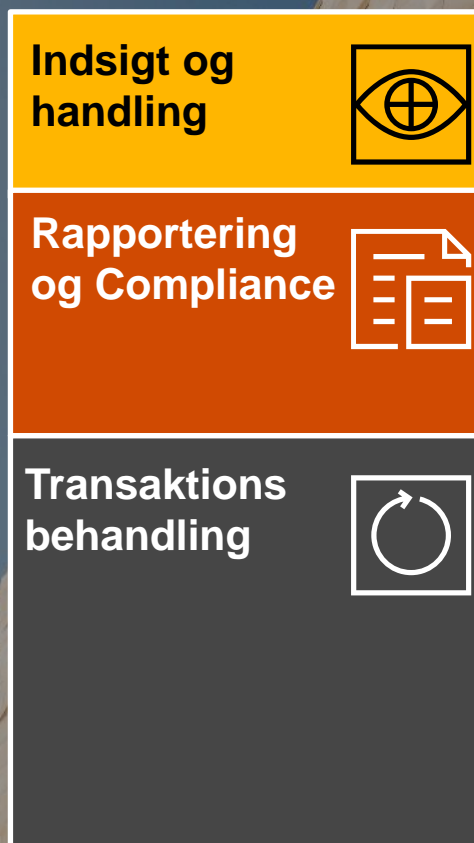 Indsigt og
handling
Rapportering
og Compliance
Transaktions
behandling